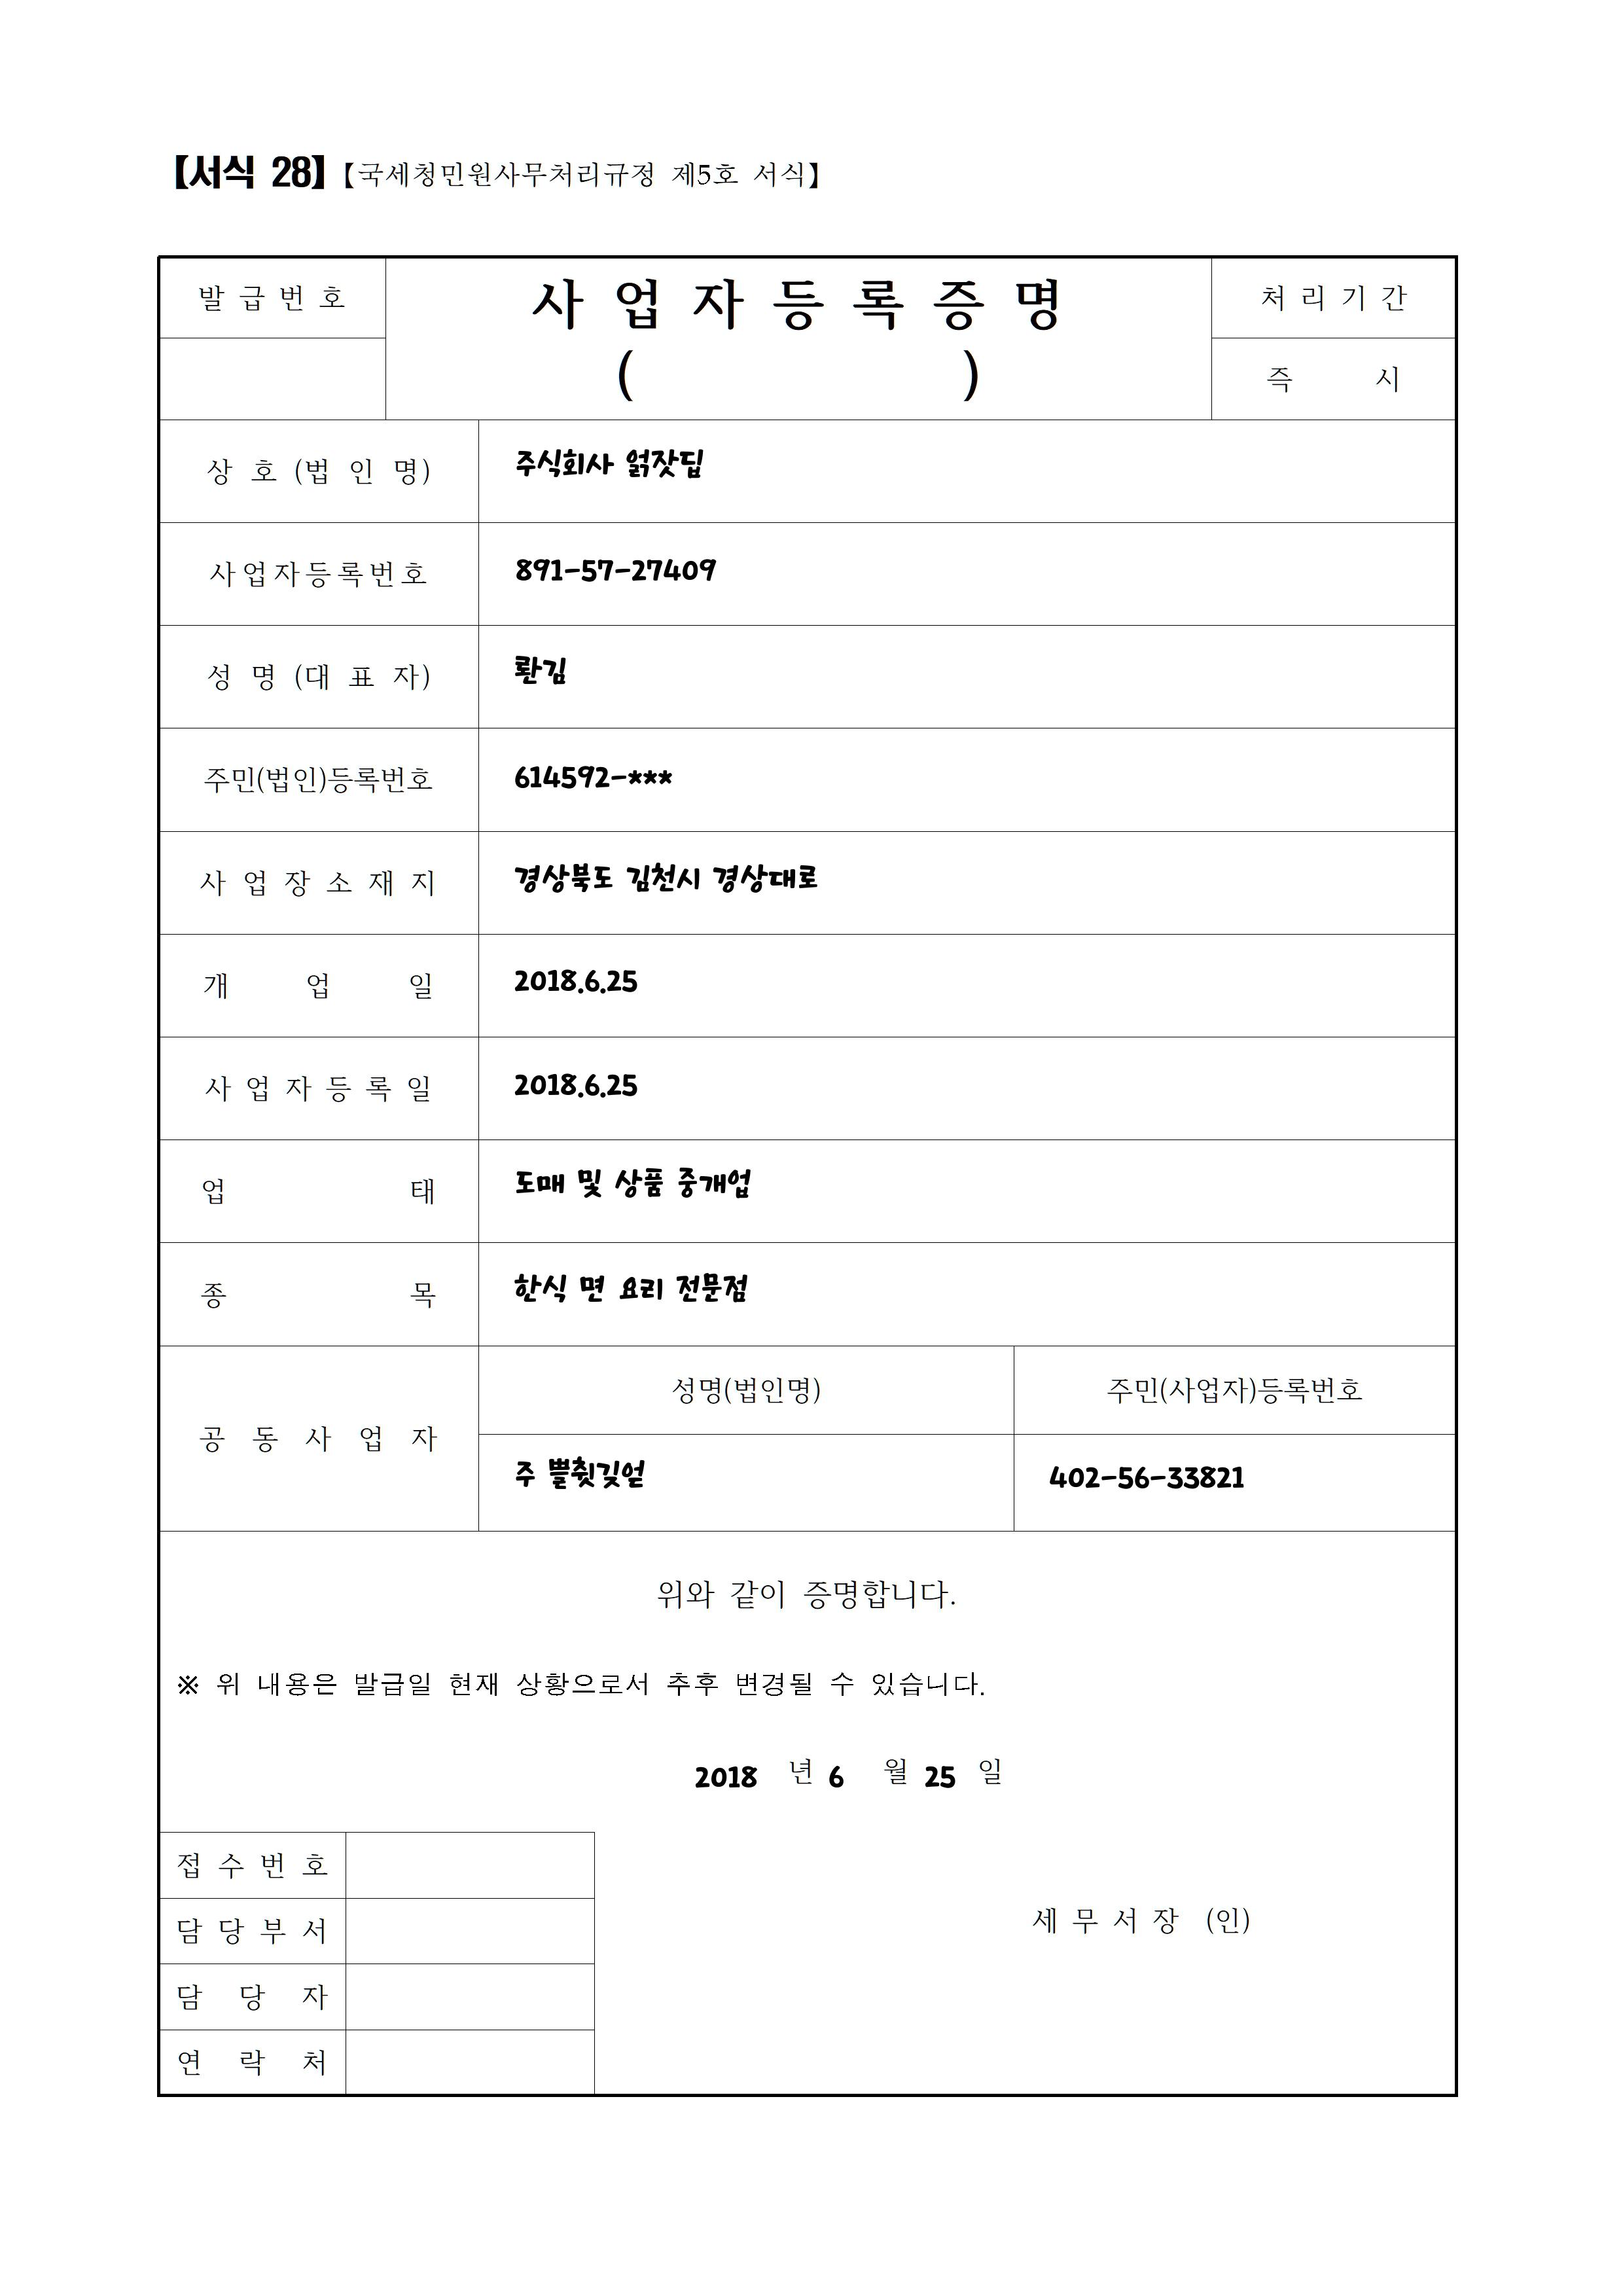 【서식 28】【국세청민원사무처리규정 제5호 서식】
발급번호
사업자등록증명
( )
처리기간
즉 시
상 호 (법 인 명) 주식회사 얽잣딥
사업자등록번호 891-57-27409
성 명 (대 표 자) 롼김
주민(법인)등록번호 614592-***
사업장소재지 경상북도 김천시 경상대로
개 업 일 2018.6.25
사업자등록일 2018.6.25
업 태 도매 및 상품 중개업
종 목 한식 면 요리 전문점
공동사업자
성명(법인명) 주민(사업자)등록번호
주 쁠췻깆얻 402-56-33821
위와 같이 증명합니다.
※ 위 내용은 발급일 현재 상황으로서 추후 변경될 수 있습니다.
2018 년 6 월 25 일
접수번호
담당부서
세 무 서 장 (인)
담 당 자
연 락 처